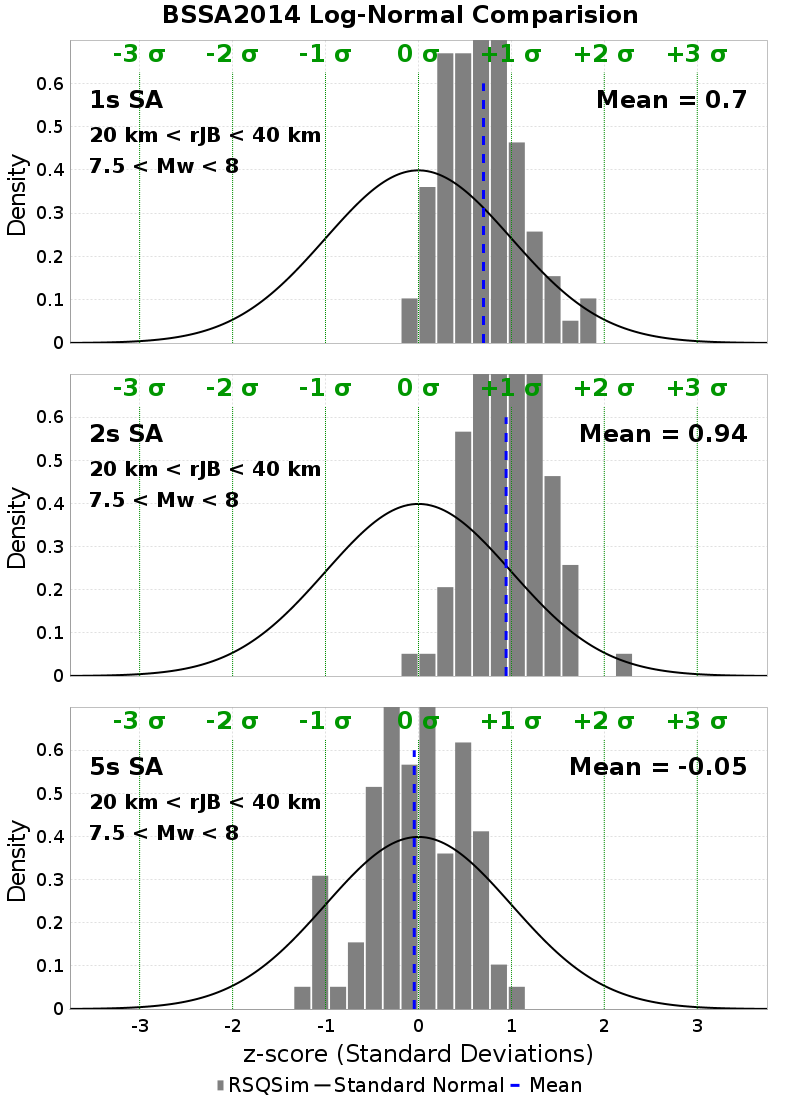 BSSA2014 Log-Normal Comparision
-3 σ -2 σ -1 σ 0 σ +1 σ +2 σ +3 σ
0.6
1s SA Mean = 0.7
0.5
20 km < rJB < 40 km
7.5 < Mw < 8
0.4
0.3
0.2
0.1
0
Density
-3 σ -2 σ -1 σ 0 σ +1 σ +2 σ +3 σ
0.6
2s SA Mean = 0.94
0.5
20 km < rJB < 40 km
7.5 < Mw < 8
0.4
0.3
0.2
0.1
0
Density
-3 σ -2 σ -1 σ 0 σ +1 σ +2 σ +3 σ
0.6
5s SA Mean = -0.05
0.5
20 km < rJB < 40 km
7.5 < Mw < 8
0.4
0.3
0.2
0.1
0
Density
-3 -2 -1 0 1 2 3
z-score (Standard Deviations)
RSQSim Standard Normal Mean